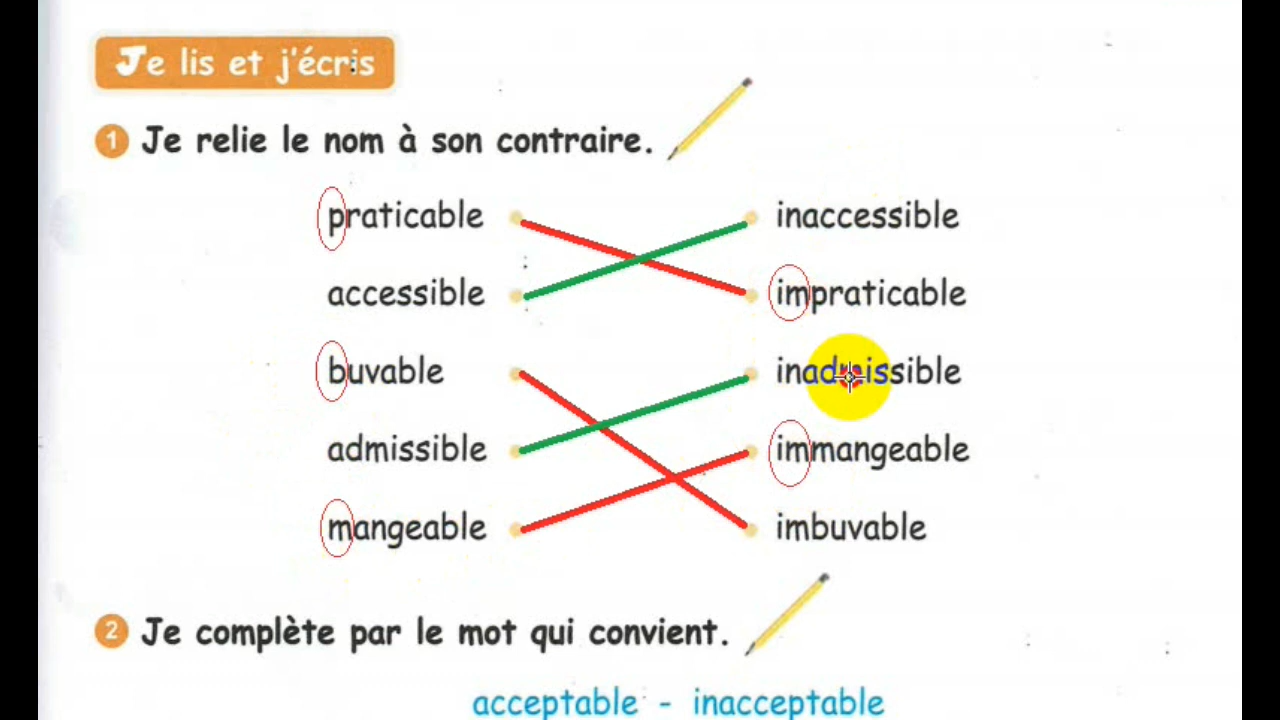 Je lis et j'écris
1 Je relie le nom à son contraire.
praticable inaccessible
accessible impraticable
buvable inadmissible
admissible immangeable
mangeable imbuvable
2 Je complète par le mot qui convient.
acceptable - inacceptable